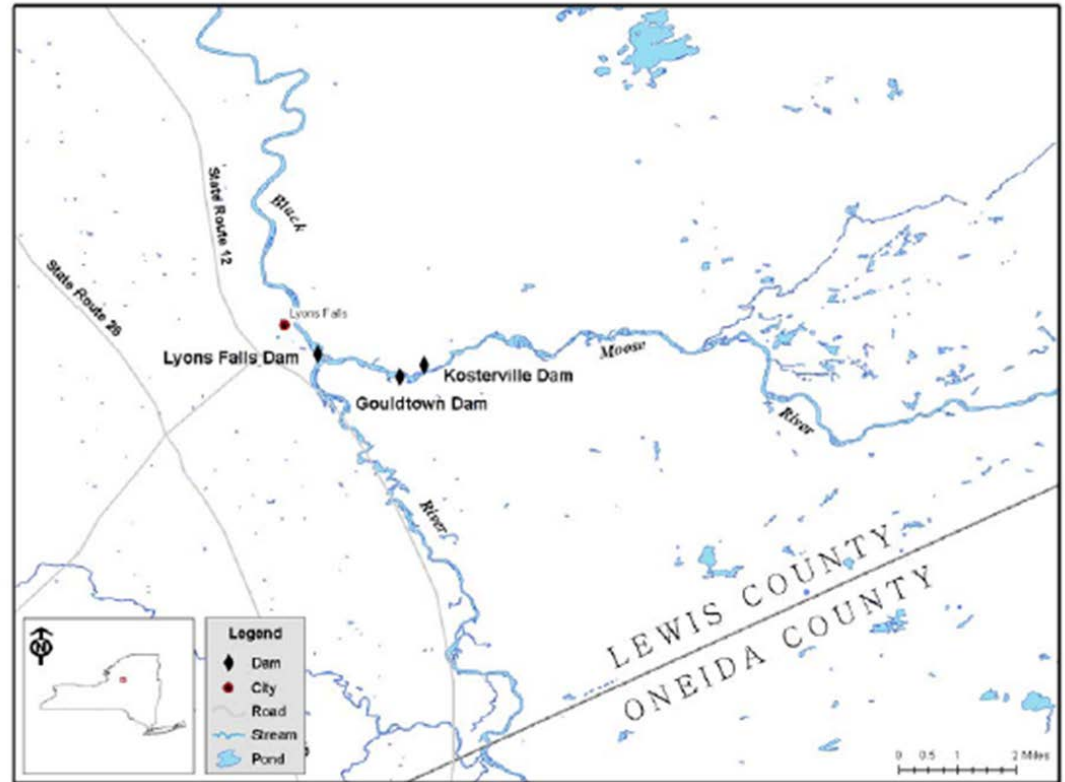 State Route 12
Black
State Route 26
Lyons Falls
Lyons Falls Dam
Moose
Kosterville Dam
Gouldtown Dam
River
River
LEWIS COUNTY
ONEIDA COUNTY
N
Legend
Dam
City
Road
Stream
Pond
0 0.5 1 2 Miles